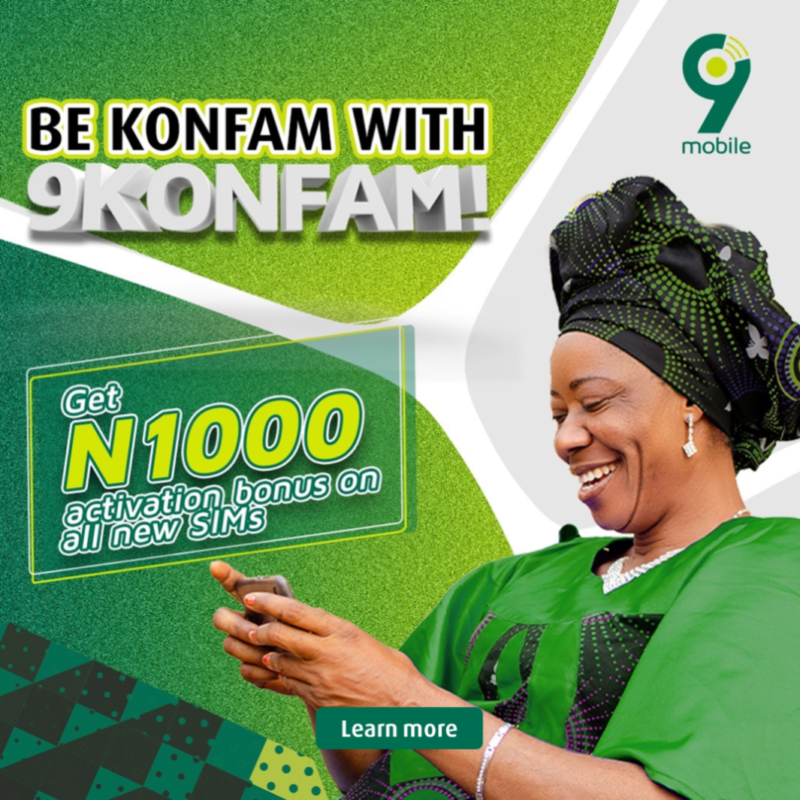 9
mobile
BE KONFAM WITH
9KONFAM!
Get
N1000
activation bonus on
all new SIMs
Learn more